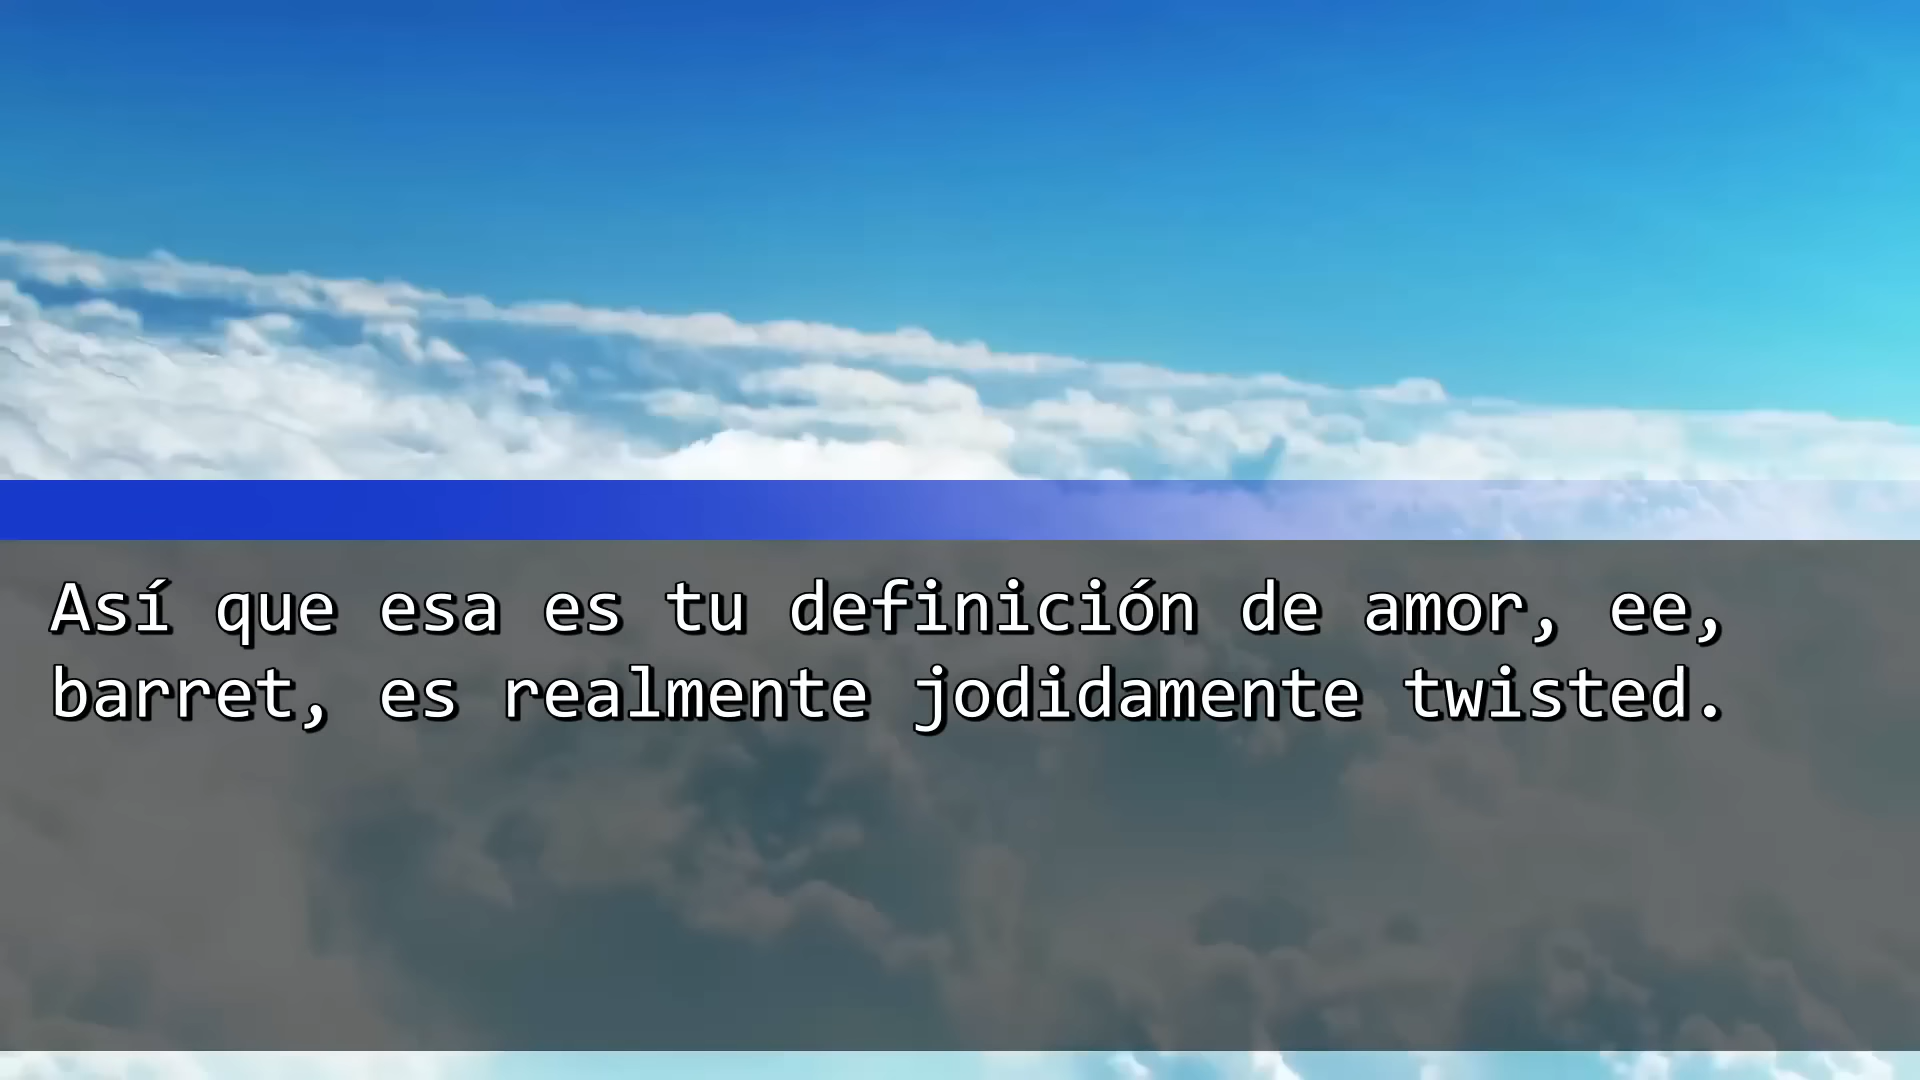 Así que esa es tu definición de amor, ee,
barret, es realmente jodidamente twisted.